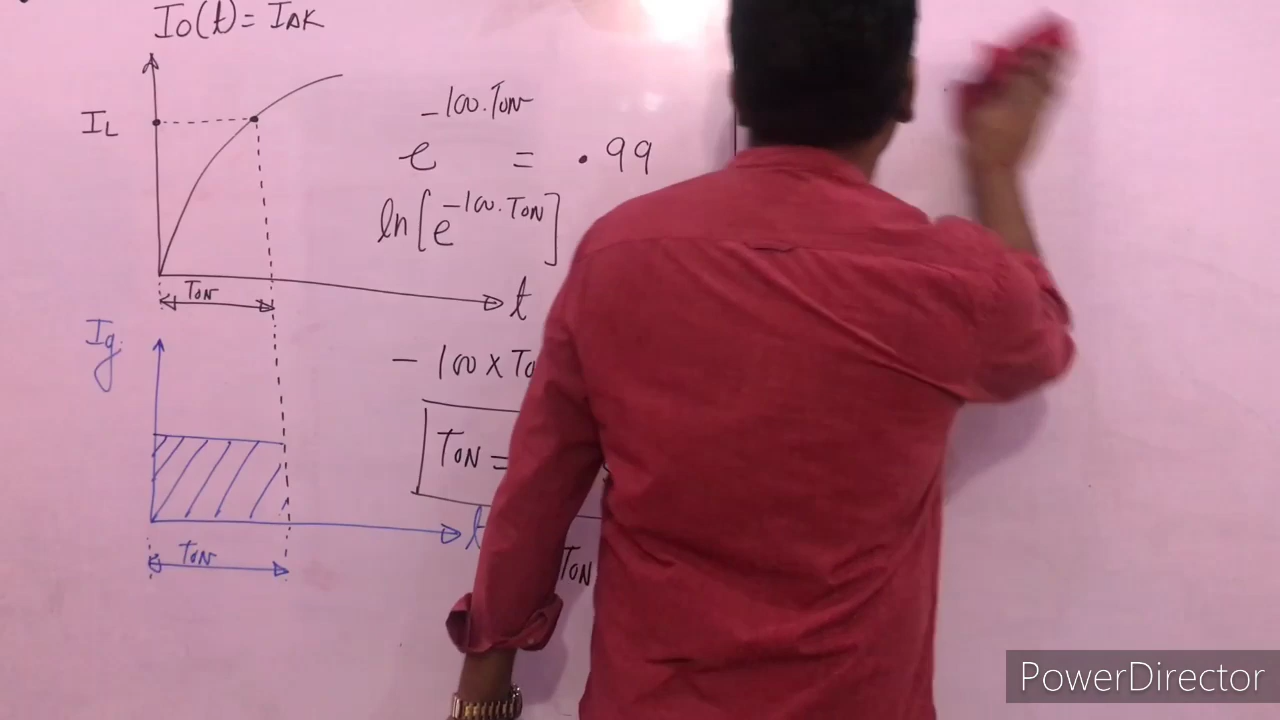 IO(t) = IAK
IL
TON
t
Ig
TON
t
e^-100.TON = .99
ln[e^-100.TON]
- 100 x TO
TON =
TON
PowerDirector